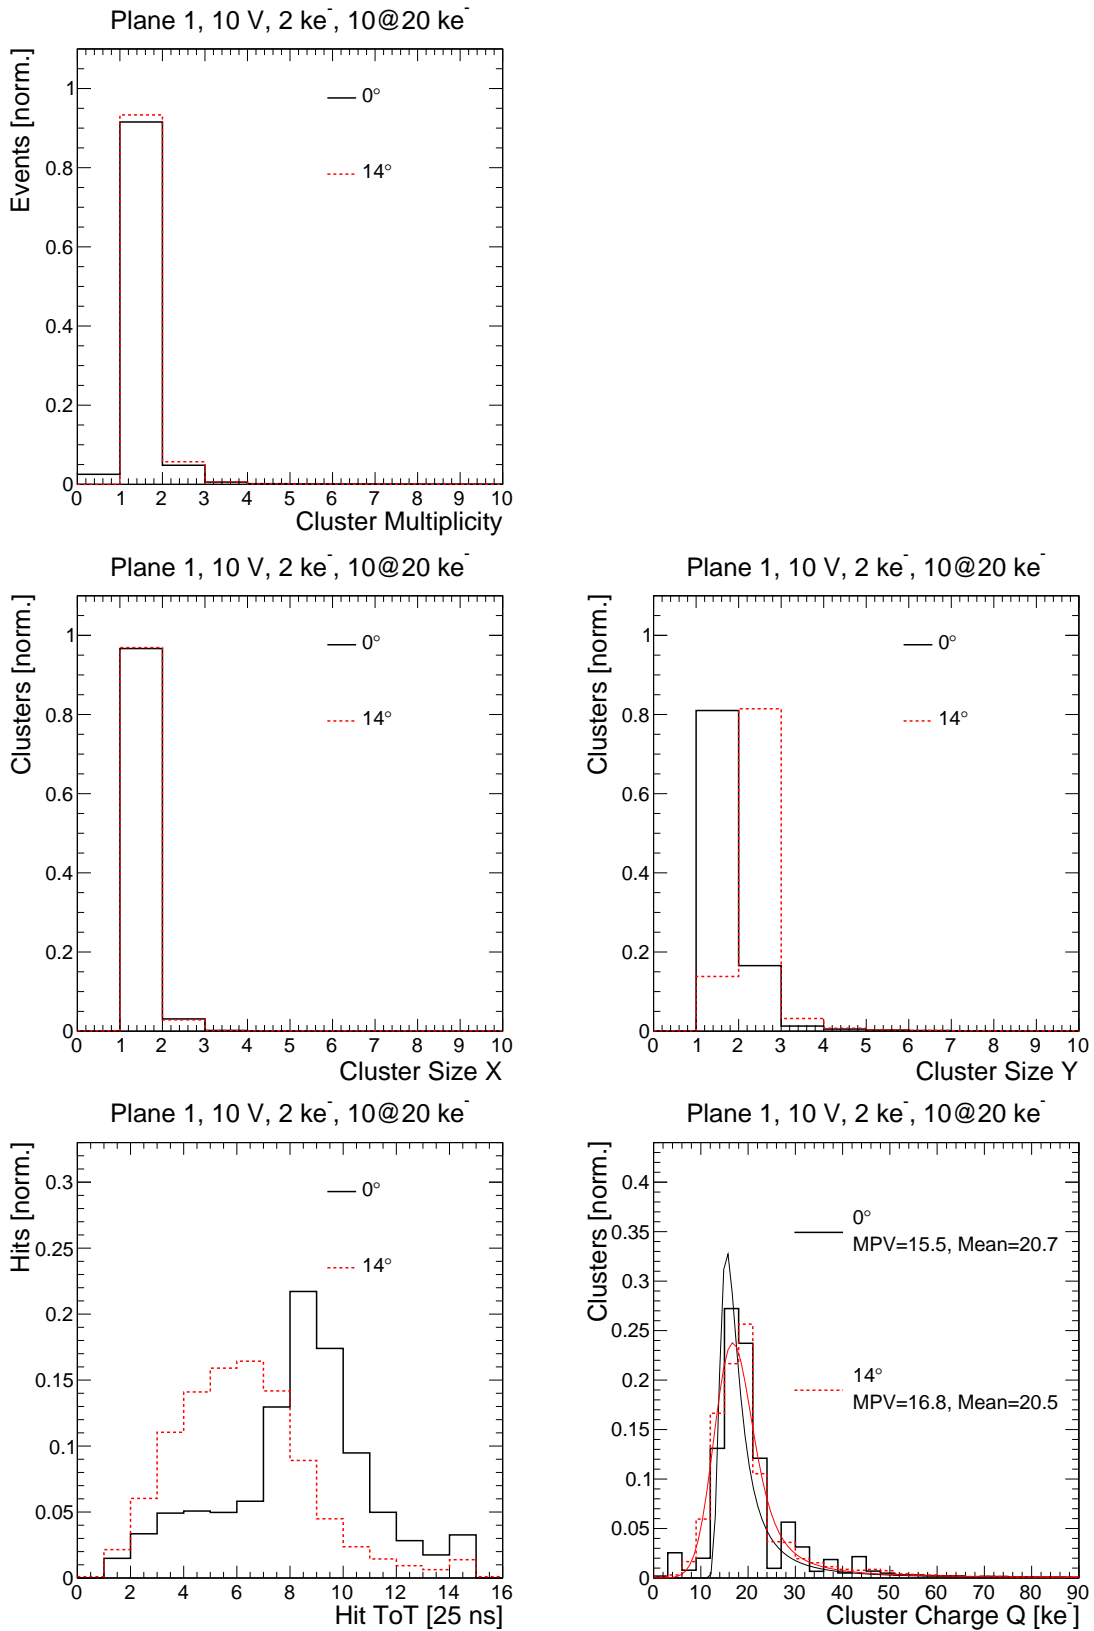 Plane 1, 10 V, 2 ke⁻, 10@20 ke⁻
Events [norm.]
1
0.8
0.6
0.4
0.2
0
0°
14°
0 1 2 3 4 5 6 7 8 9 10
Cluster Multiplicity
Plane 1, 10 V, 2 ke⁻, 10@20 ke⁻
Clusters [norm.]
1
0.8
0.6
0.4
0.2
0
0°
14°
0 1 2 3 4 5 6 7 8 9 10
Cluster Size X
Plane 1, 10 V, 2 ke⁻, 10@20 ke⁻
Clusters [norm.]
1
0.8
0.6
0.4
0.2
0
0°
14°
0 1 2 3 4 5 6 7 8 9 10
Cluster Size Y
Plane 1, 10 V, 2 ke⁻, 10@20 ke⁻
Hits [norm.]
0.3
0.25
0.2
0.15
0.1
0.05
0
0°
14°
0 2 4 6 8 10 12 14 16
Hit ToT [25 ns]
Plane 1, 10 V, 2 ke⁻, 10@20 ke⁻
Clusters [norm.]
0.4
0.35
0.3
0.25
0.2
0.15
0.1
0.05
0
0°
MPV=15.5, Mean=20.7
14°
MPV=16.8, Mean=20.5
0 10 20 30 40 50 60 70 80 90
Cluster Charge Q [ke⁻]